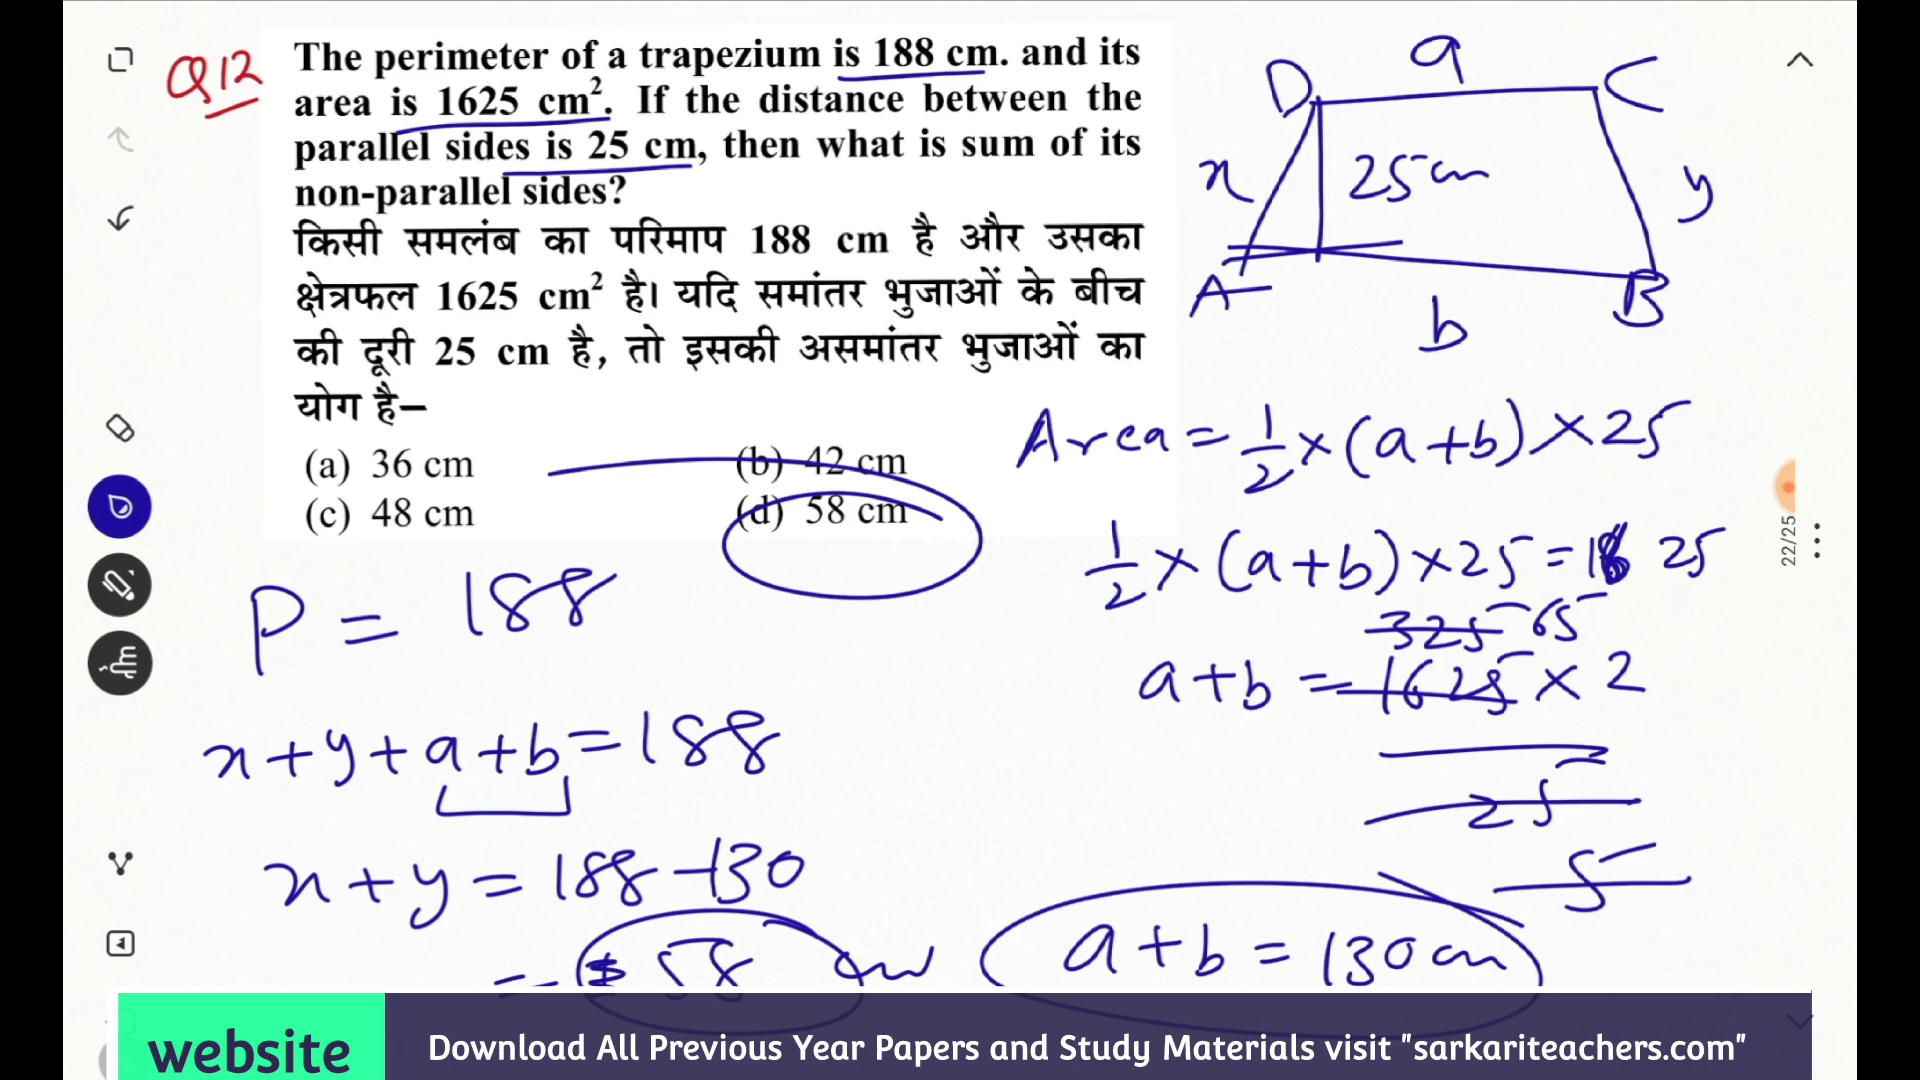 Q12
The perimeter of a trapezium is 188 cm. and its
area is 1625 cm². If the distance between the
parallel sides is 25 cm, then what is sum of its
non-parallel sides?
किसी समलंब का परिमाप 188 cm है और उसका
क्षेत्रफल 1625 cm² है। यदि समांतर भुजाओं के बीच
की दूरी 25 cm है, तो इसकी असमांतर भुजाओं का
योग है–
(a) 36 cm (b) 42 cm
(c) 48 cm (d) 58 cm
a
D C
x 25cm y
A B
b
Area = 1/2 × (a+b) × 25
1/2 × (a+b) × 25 = 1625
325 65
a+b = 1625 × 2
25
5
a+b = 130cm
P = 188
x+y+a+b = 188
x+y = 188-130
= 58 cm
22/25
website
Download All Previous Year Papers and Study Materials visit "sarkariteachers.com"